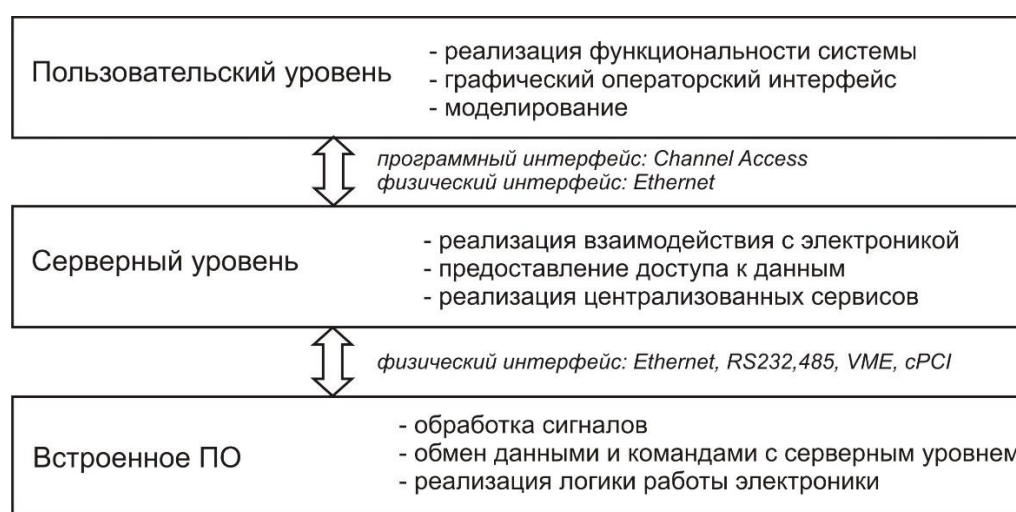 Пользовательский уровень
- реализация функциональности системы
- графический операторский интерфейс
- моделирование
программный интерфейс: Channel Access
физический интерфейс: Ethernet
Серверный уровень
- реализация взаимодействия с электроникой
- предоставление доступа к данным
- реализация централизованных сервисов
физический интерфейс: Ethernet, RS232,485, VME, cPCI
Встроенное ПО
- обработка сигналов
- обмен данными и командами с серверным уровнем
- реализация логики работы электроники